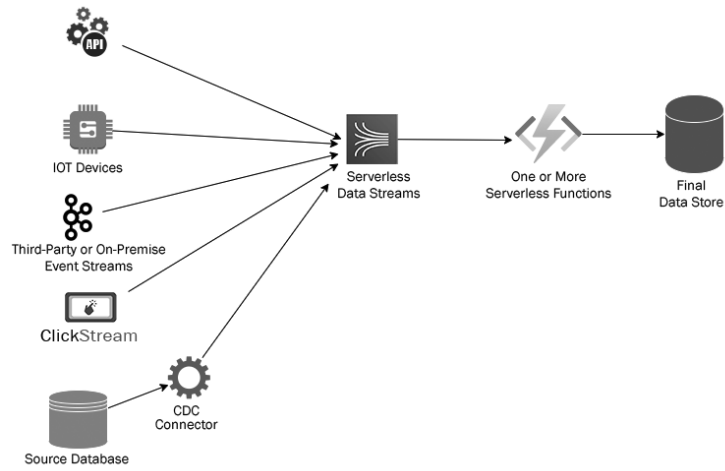 API
IOT Devices
Third-Party or On-Premise
Event Streams
ClickStream
Source Database
CDC
Connector
Serverless
Data Streams
One or More
Serverless Functions
Final
Data Store